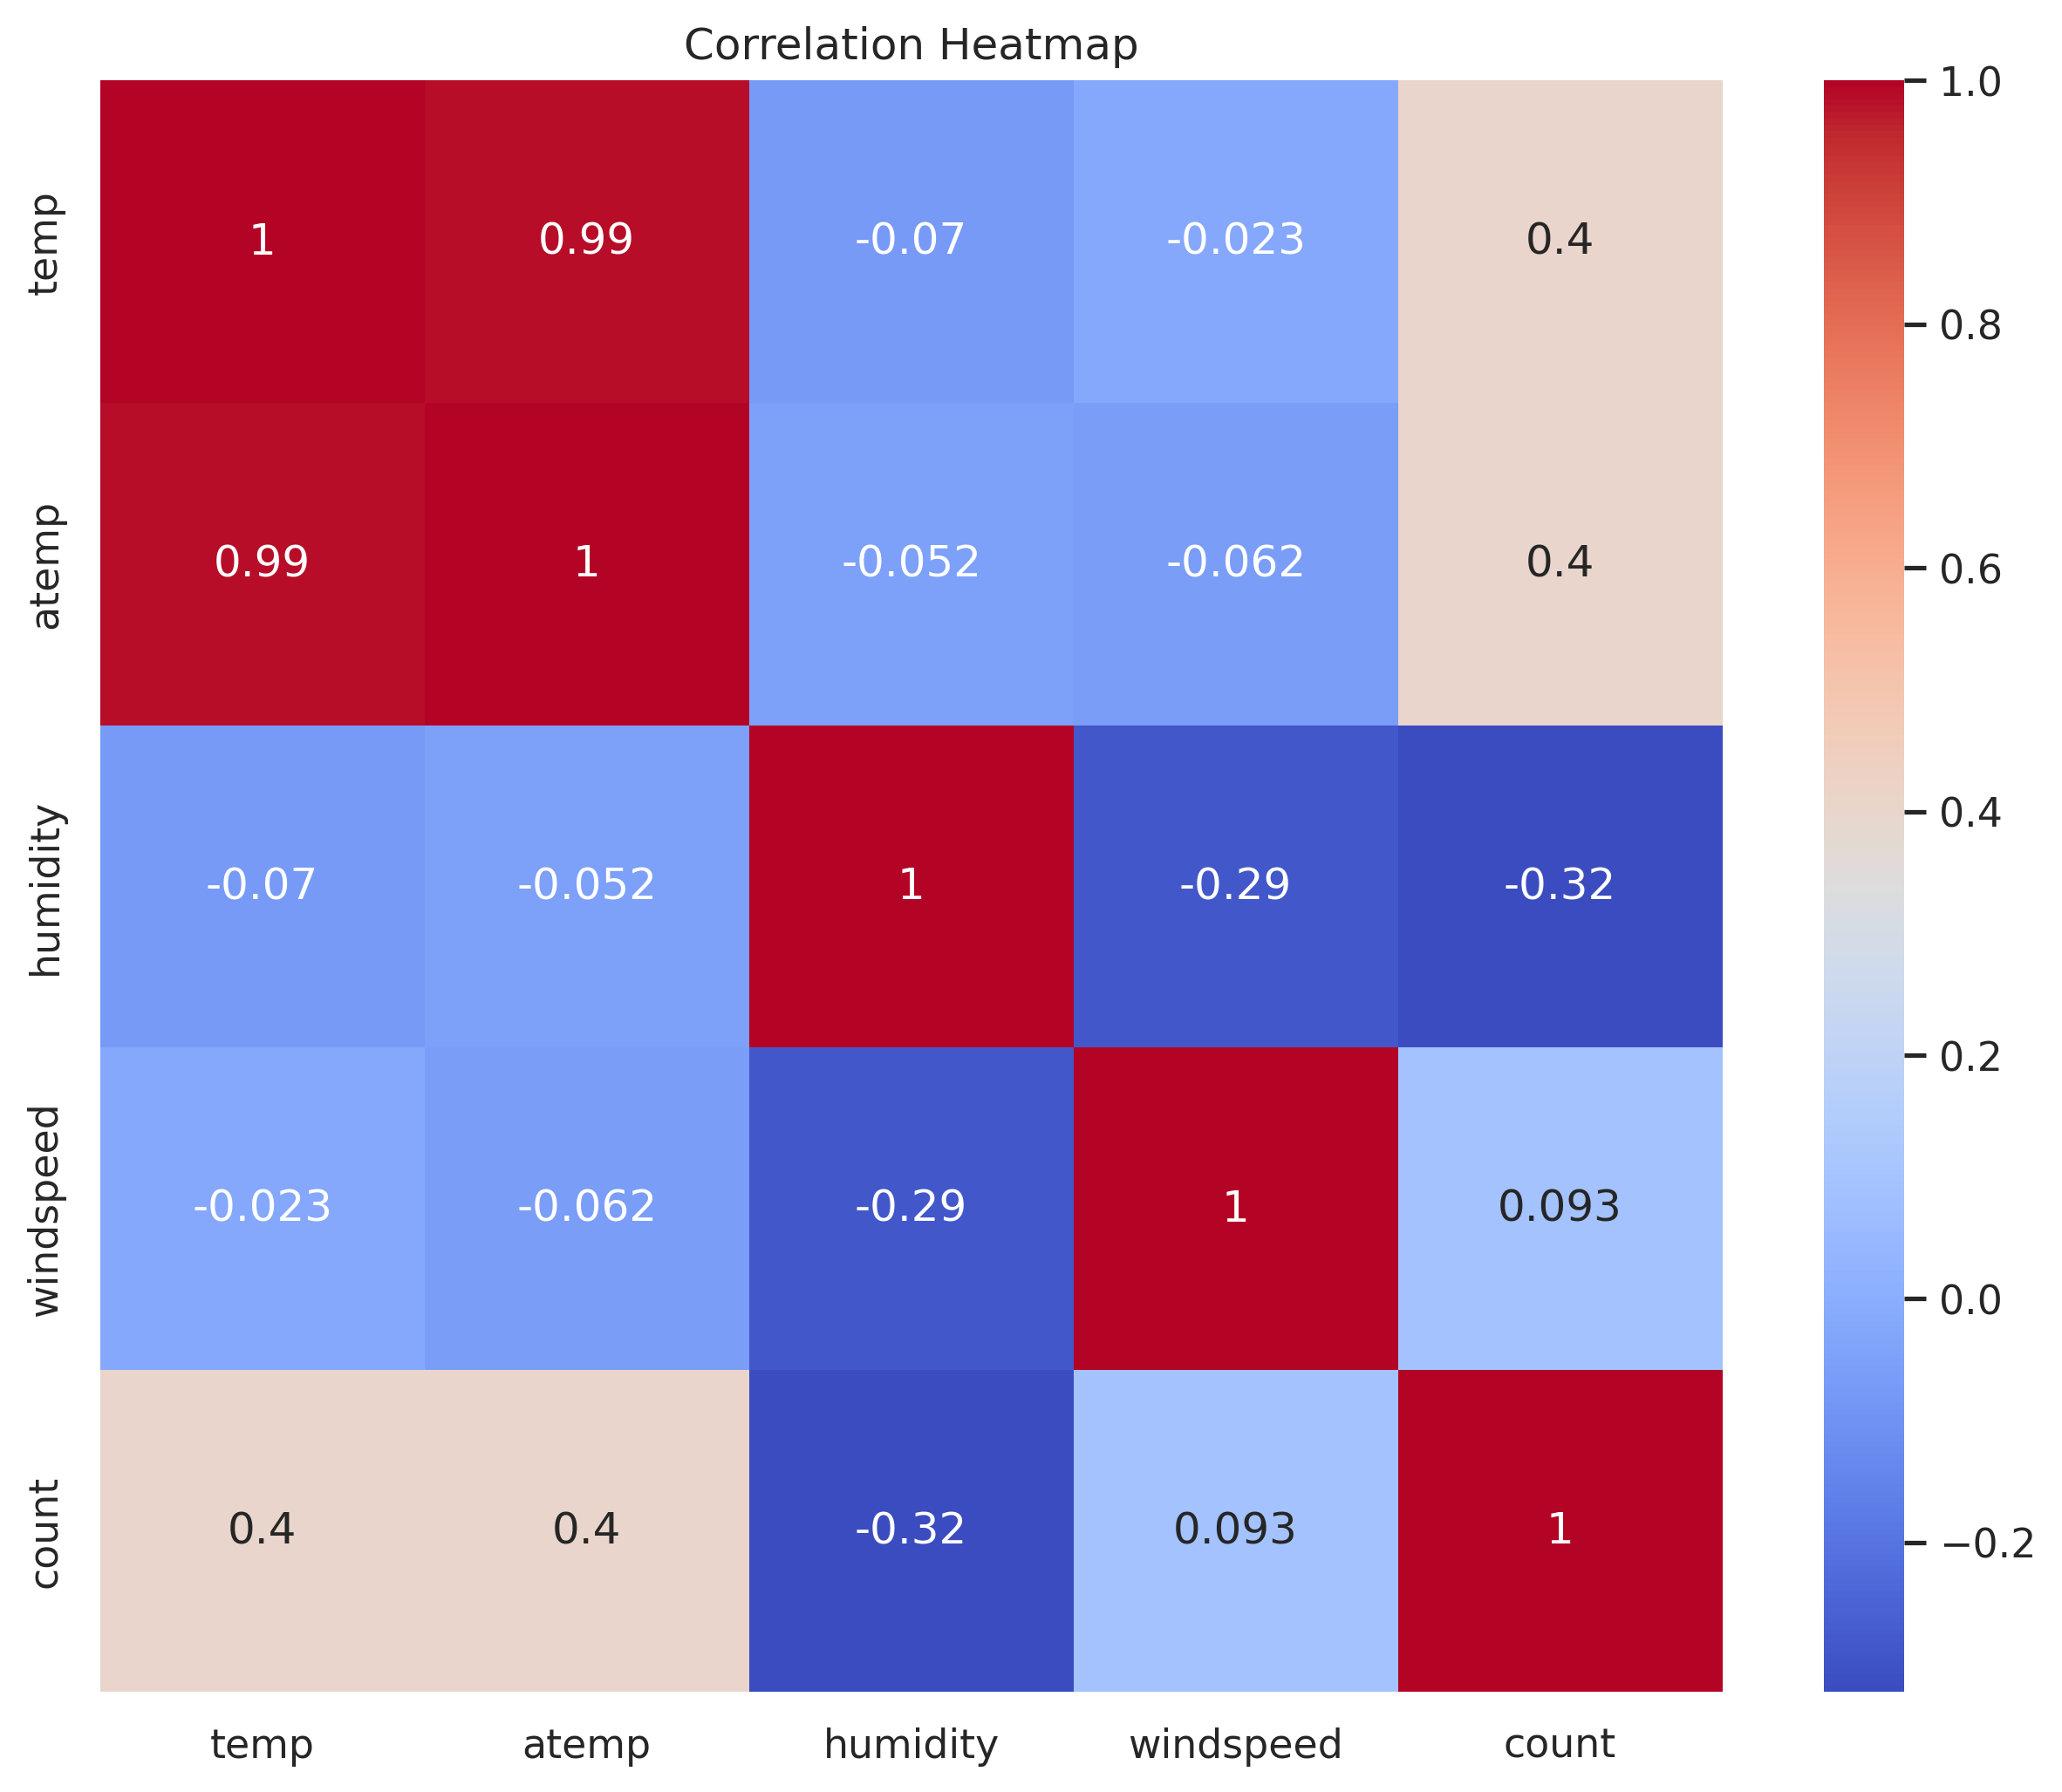 Correlation Heatmap
temp 1 0.99 -0.07 -0.023 0.4
atemp 0.99 1 -0.052 -0.062 0.4
humidity -0.07 -0.052 1 -0.29 -0.32
windspeed -0.023 -0.062 -0.29 1 0.093
count 0.4 0.4 -0.32 0.093 1
temp atemp humidity windspeed count
1.0
0.8
0.6
0.4
0.2
0.0
−0.2